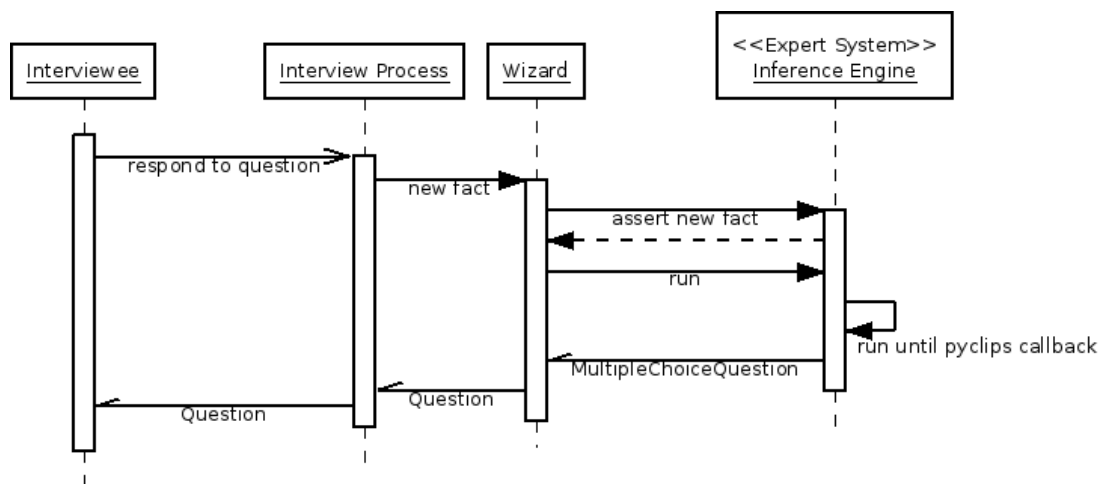 Interviewee
Interview Process
Wizard
<<Expert System>>
Inference Engine
respond to question
new fact
assert new fact
run
run until pyclips callback
MultipleChoiceQuestion
Question
Question